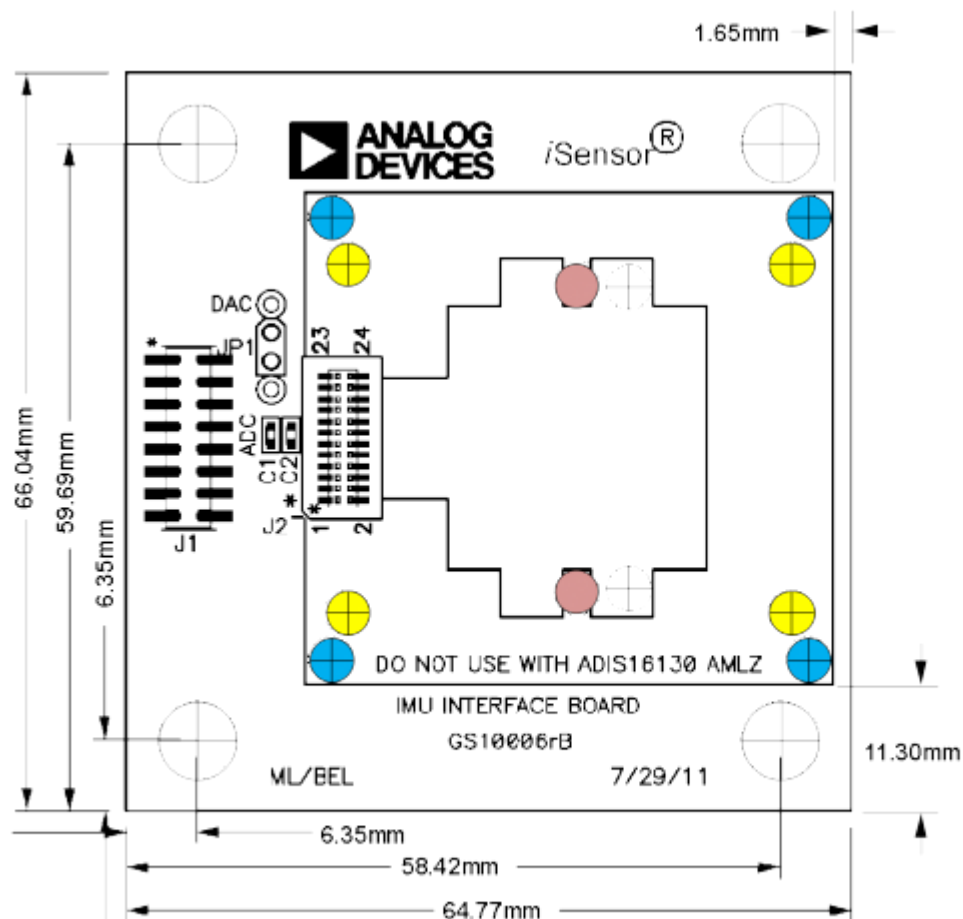 1.65mm
ANALOG
DEVICES
iSensor®
DAC
JP1
*
23 24
66.04mm
59.69mm
ADC
C1
C2
6.35mm
*
*
J2
1 2
J1
DO NOT USE WITH ADIS16130 AMLZ
IMU INTERFACE BOARD
GS10006rB
11.30mm
ML/BEL
7/29/11
6.35mm
58.42mm
64.77mm